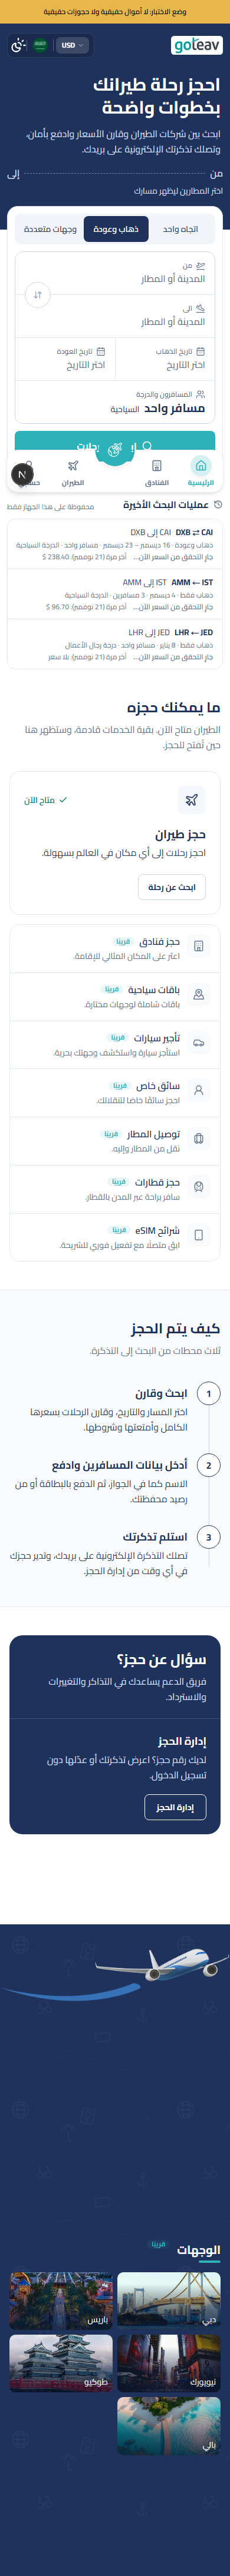 وضع الاختبار: لا أموال حقيقية ولا حجوزات حقيقية
goleav
USD
احجز رحلة طيرانك
بخطوات واضحة
ابحث بين شركات الطيران وقارن الأسعار وادفع بأمان،
وتصلك تذكرتك الإلكترونية على بريدك.
من
إلى
اختر المطارين ليظهر مسارك
اتجاه واحد
ذهاب وعودة
وجهات متعددة
من
المدينة أو المطار
إلى
المدينة أو المطار
تاريخ الذهاب
اختر التاريخ
تاريخ العودة
اختر التاريخ
المسافرون والدرجة
مسافر واحد السياحية
الرئيسية
الفنادق
الطيران
N
عمليات البحث الأخيرة
محفوظة على هذا الجهاز فقط
CAI ⇄ DXB CAI إلى DXB
ذهاب وعودة · 16 ديسمبر – 23 ديسمبر · مسافر واحد · الدرجة السياحية
جارٍ التحقق من السعر الآن... آخر مرة (21 نوفمبر): 238.40 $
IST ← AMM IST إلى AMM
ذهاب فقط · 4 ديسمبر · 3 مسافرين · الدرجة السياحية
جارٍ التحقق من السعر الآن... آخر مرة (21 نوفمبر): 96.70 $
JED ← LHR JED إلى LHR
ذهاب فقط · 8 يناير · مسافر واحد · درجة رجال الأعمال
جارٍ التحقق من السعر الآن... آخر مرة (21 نوفمبر): بلا سعر
ما يمكنك حجزه
الطيران متاح الآن. بقية الخدمات قادمة، وستظهر هنا
حين تُفتح للحجز.
متاح الآن
حجز طيران
احجز رحلات إلى أي مكان في العالم بسهولة.
ابحث عن رحلة
حجز فنادق قريبًا
اعثر على المكان المثالي للإقامة.
باقات سياحية قريبًا
باقات شاملة لوجهات مختارة.
تأجير سيارات قريبًا
استأجر سيارة واستكشف وجهتك بحرية.
سائق خاص قريبًا
احجز سائقًا خاصًا لتنقلاتك.
توصيل المطار قريبًا
نقل من المطار وإليه.
حجز قطارات قريبًا
سافر براحة عبر المدن بالقطار.
شرائح eSIM قريبًا
ابقَ متصلًا مع تفعيل فوري للشريحة.
كيف يتم الحجز
ثلاث محطات من البحث إلى التذكرة.
1
ابحث وقارن
اختر المسار والتاريخ، وقارن الرحلات بسعرها
الكامل وأمتعتها وشروطها.
2
أدخل بيانات المسافرين وادفع
الاسم كما في الجواز، ثم الدفع بالبطاقة أو من
رصيد محفظتك.
3
استلم تذكرتك
تصلك التذكرة الإلكترونية على بريدك، وتدير حجزك
في أي وقت من إدارة الحجز.
سؤال عن حجز؟
فريق الدعم يساعدك في التذاكر والتغييرات
والاسترداد.
إدارة الحجز
لديك رقم حجز؟ اعرض تذكرتك أو عدّلها دون
تسجيل الدخول.
إدارة الحجز
الوجهات قريبًا
دبي
باريس
نيويورك
طوكيو
بالي